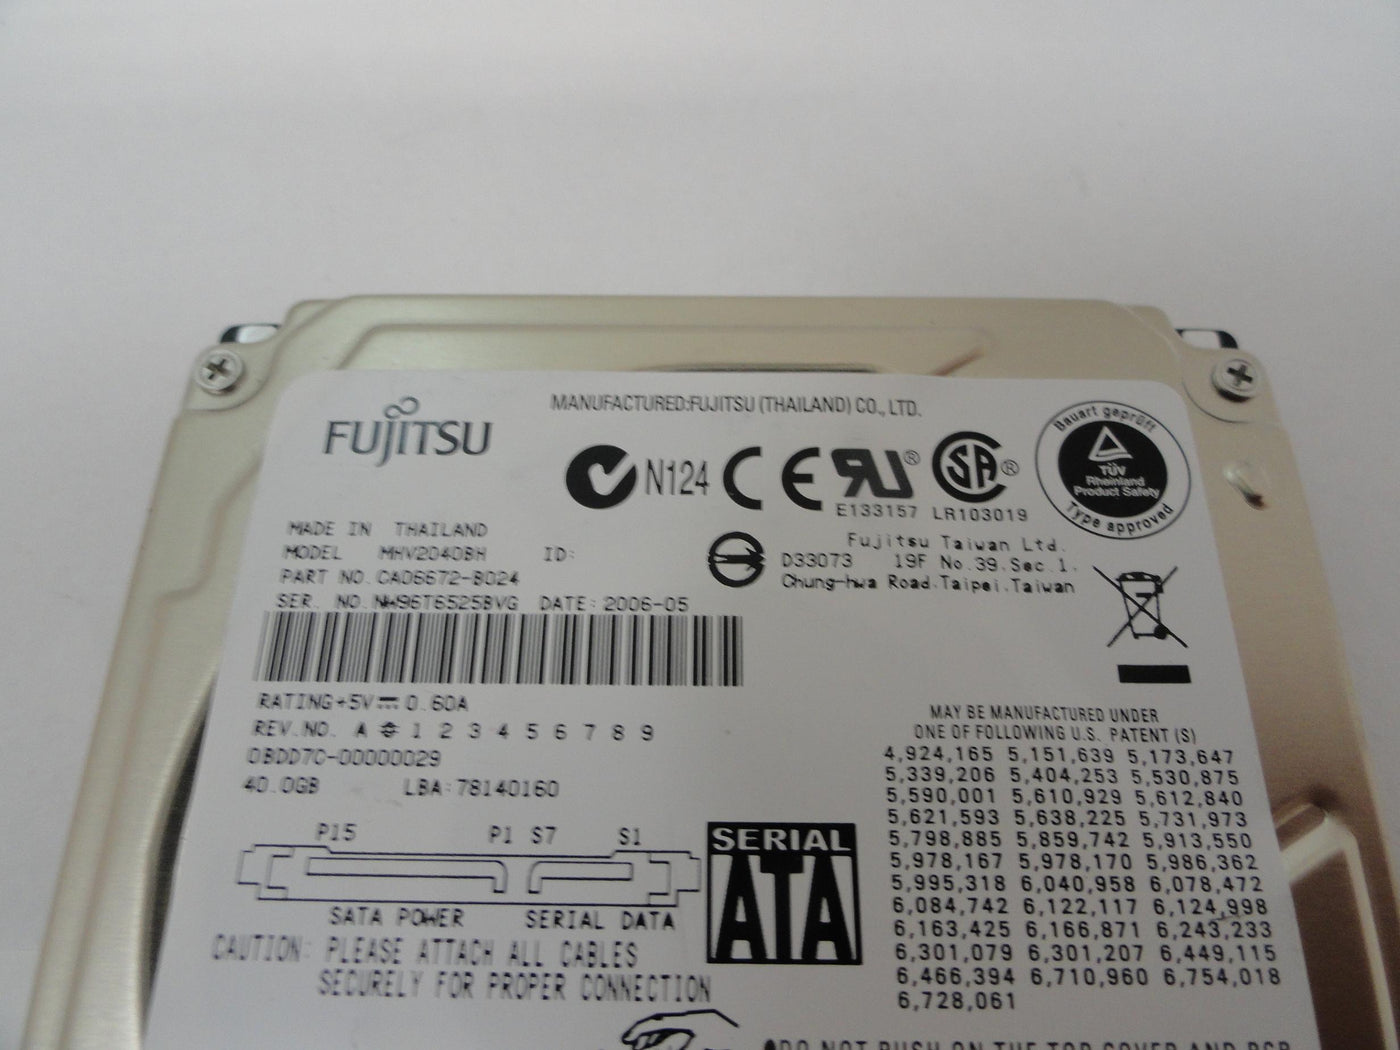 FUJITSU
MANUFACTURED:FUJITSU (THAILAND) CO., LTD.
N124 CE RU® SA®
E133157 LR103019
Bauart geprüft
TÜV
Rheinland
Product Safety
Type approved
MADE IN THAILAND
MODEL MHV2040BH ID:
PART NO. CA06672-B024
SER. NO. NW96T6525BVG DATE: 2006-05
Fujitsu Taiwan Ltd.
D33073 19F No.39.Sec.1.
Chung-hwa Road.Taipei.Taiwan
RATING +5V 0.60A
REV.NO. A 1 2 3 4 5 6 7 8 9
0BDD7C-00000029
40.0GB LBA: 78140160
P15 P1 S7 S1
SATA POWER SERIAL DATA
SERIAL
ATA
CAUTION: PLEASE ATTACH ALL CABLES
SECURELY FOR PROPER CONNECTION
MAY BE MANUFACTURED UNDER
ONE OF FOLLOWING U.S. PATENT (S)
4,924,165 5,151,639 5,173,647
5,339,206 5,404,253 5,530,875
5,590,001 5,610,929 5,612,840
5,621,593 5,638,225 5,731,973
5,798,885 5,859,742 5,913,550
5,978,167 5,978,170 5,986,362
5,995,318 6,040,958 6,078,472
6,084,742 6,122,117 6,124,998
6,163,425 6,166,871 6,243,233
6,301,079 6,301,207 6,449,115
6,466,394 6,710,960 6,754,018
6,728,061
DO NOT PUSH ON THE TOP COVER AND PCB